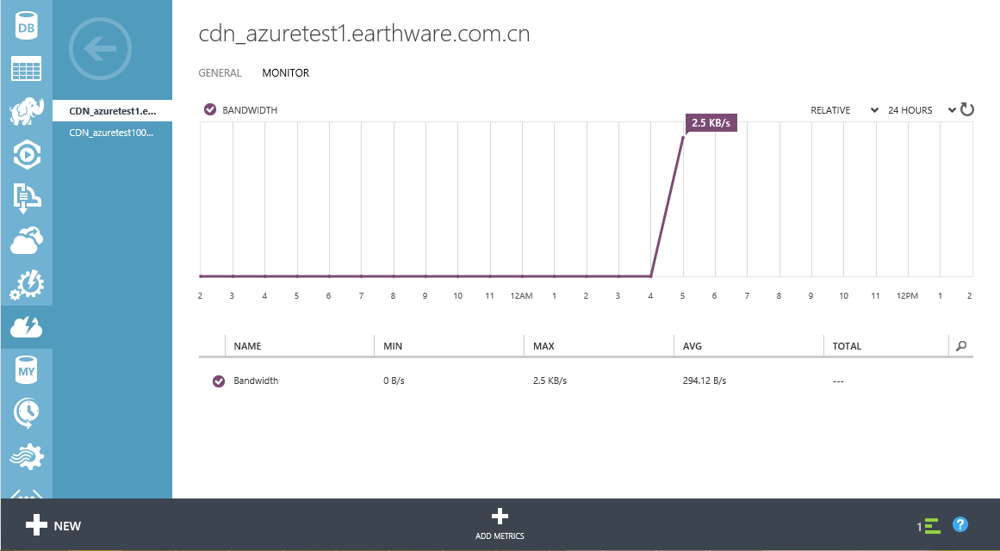 DB
cdn_azuretest1.earthware.com.cn
GENERAL MONITOR
CDN_azuretest1.e...
CDN_azuretest100...
BANDWIDTH RELATIVE 24 HOURS
2.5 KB/s
2 3 4 5 6 7 8 9 10 11 12AM 1 2 3 4 5 6 7 8 9 10 11 12PM 1 2
NAME MIN MAX AVG TOTAL
Bandwidth 0 B/s 2.5 KB/s 294.12 B/s ---
MY
NEW
ADD METRICS
1
?